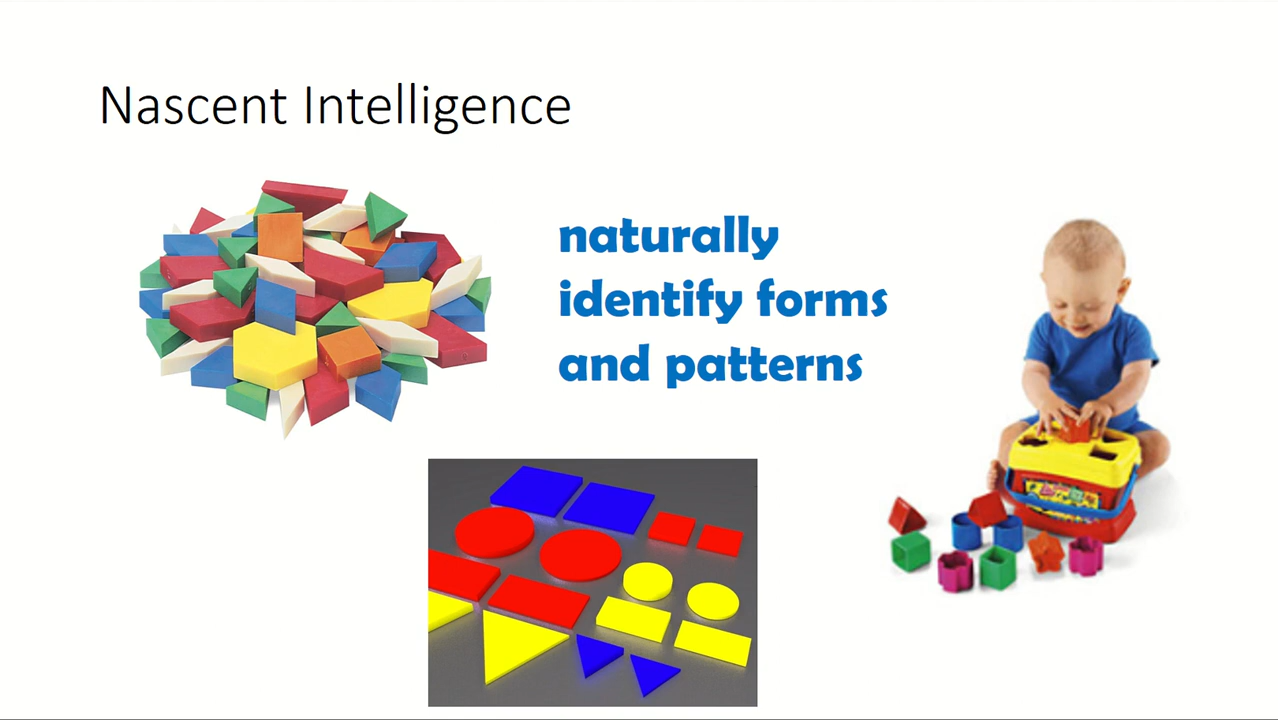 Nascent Intelligence
naturally
identify forms
and patterns